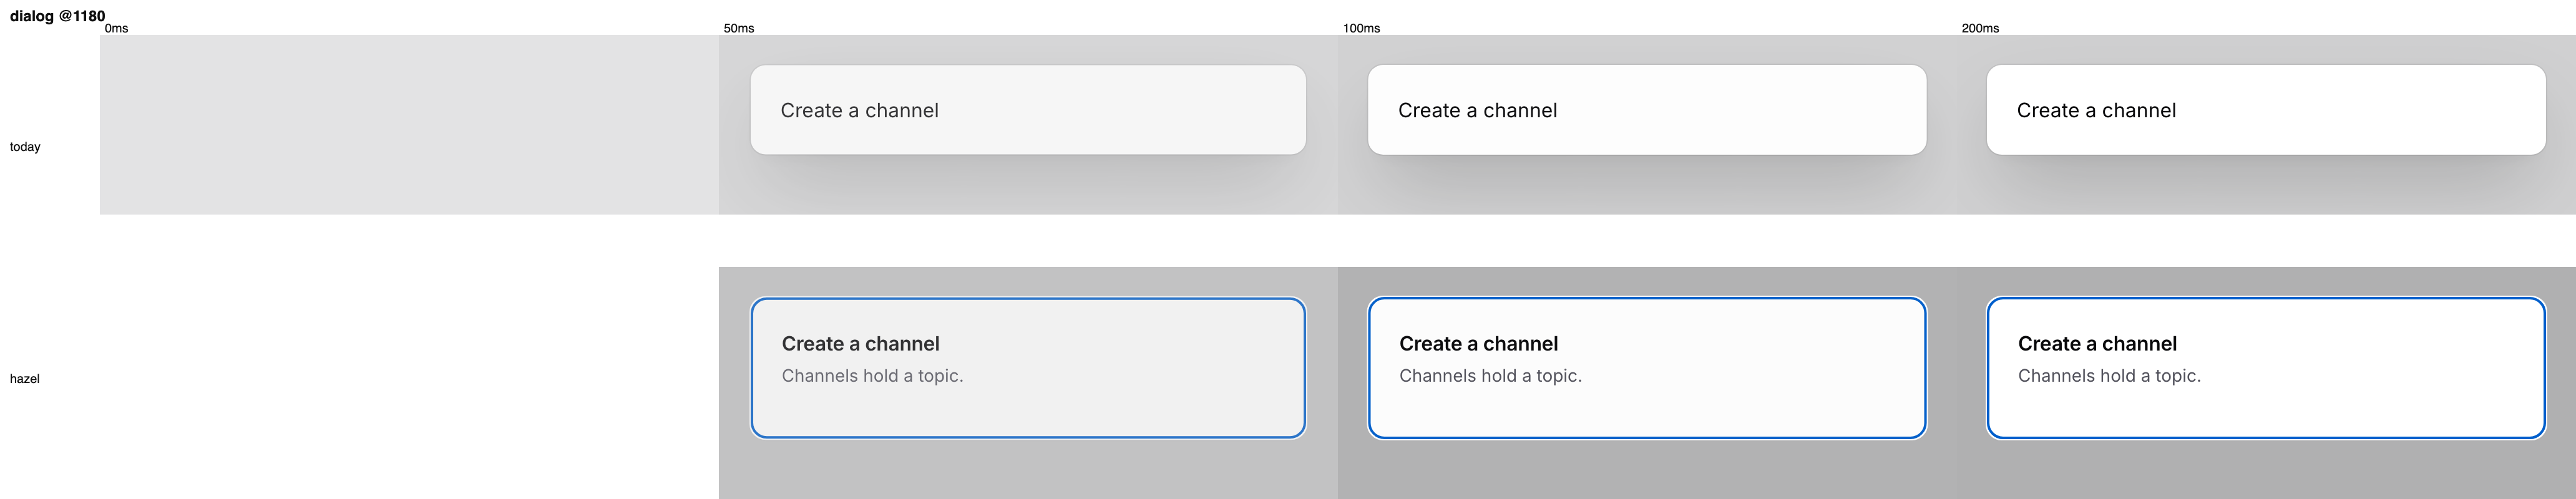 dialog @1180
0ms
50ms
100ms
200ms
today
Create a channel
Create a channel
Create a channel
hazel
Create a channel
Channels hold a topic.
Create a channel
Channels hold a topic.
Create a channel
Channels hold a topic.